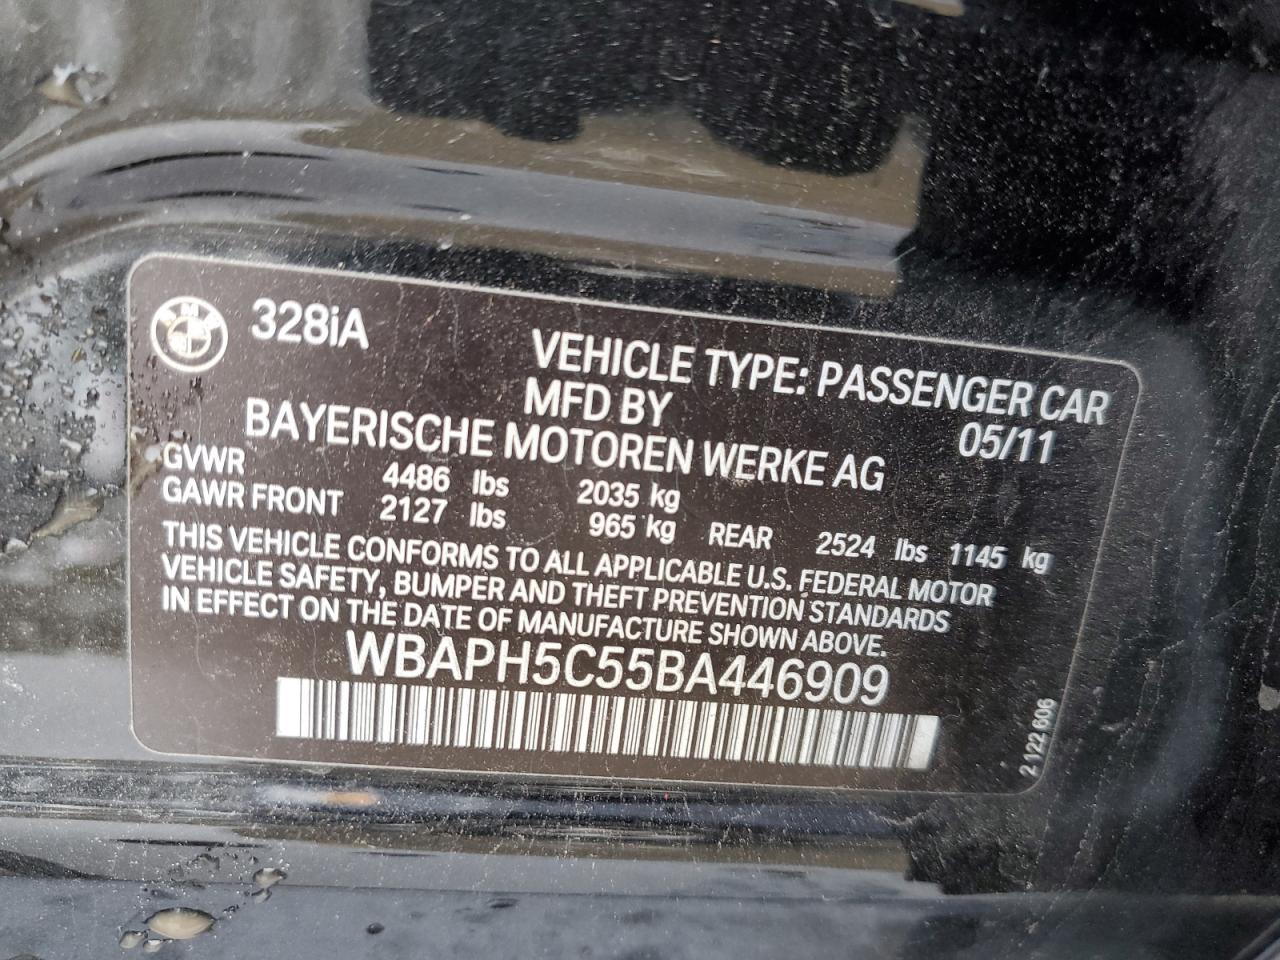 BMW
328iA
VEHICLE TYPE: PASSENGER CAR
MFD BY
05/11
BAYERISCHE MOTOREN WERKE AG
GVWR 4486 lbs 2035 kg
GAWR FRONT 2127 lbs 965 kg REAR 2524 lbs 1145 kg
THIS VEHICLE CONFORMS TO ALL APPLICABLE U.S. FEDERAL MOTOR
VEHICLE SAFETY, BUMPER AND THEFT PREVENTION STANDARDS
IN EFFECT ON THE DATE OF MANUFACTURE SHOWN ABOVE.
WBAPH5C55BA446909
2 122 606